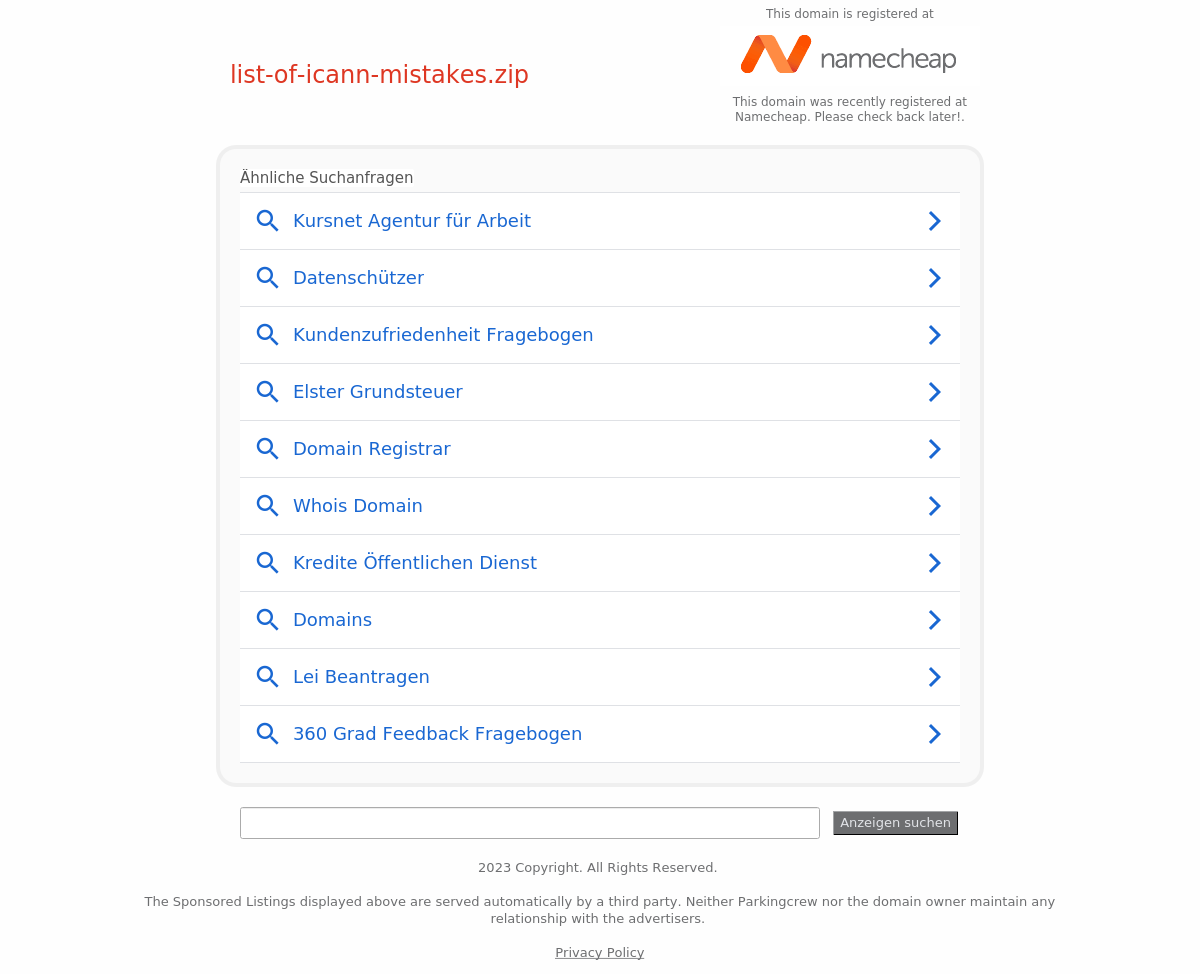 This domain is registered at
namecheap
list-of-icann-mistakes.zip
This domain was recently registered at
Namecheap. Please check back later!.
Ähnliche Suchanfragen
Kursnet Agentur für Arbeit
Datenschützer
Kundenzufriedenheit Fragebogen
Elster Grundsteuer
Domain Registrar
Whois Domain
Kredite Öffentlichen Dienst
Domains
Lei Beantragen
360 Grad Feedback Fragebogen
Anzeigen suchen
2023 Copyright. All Rights Reserved.
The Sponsored Listings displayed above are served automatically by a third party. Neither Parkingcrew nor the domain owner maintain any
relationship with the advertisers.
Privacy Policy